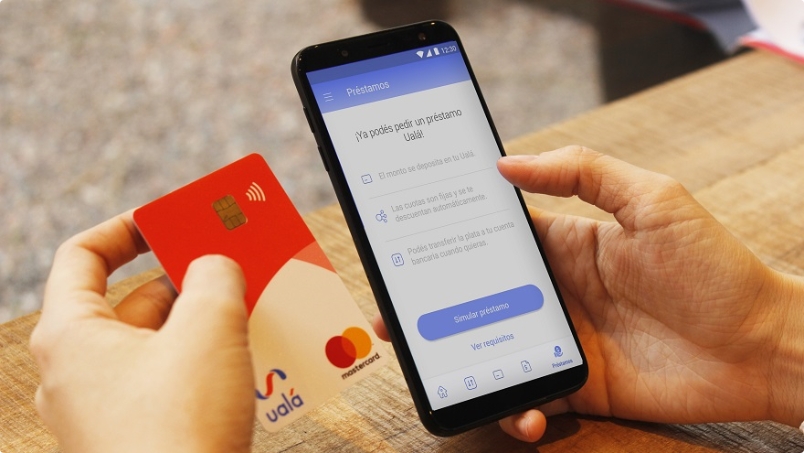 12:30
Préstamos
¡Ya podés pedir un préstamo
Ualá!
El monto se deposita en tu Ualá.
Las cuotas son fijas y se te
descuentan automáticamente.
Podés transferir la plata a tu cuenta
bancaria cuando quieras.
Simular préstamo
Ver requisitos
Préstamos
mastercard
ualá